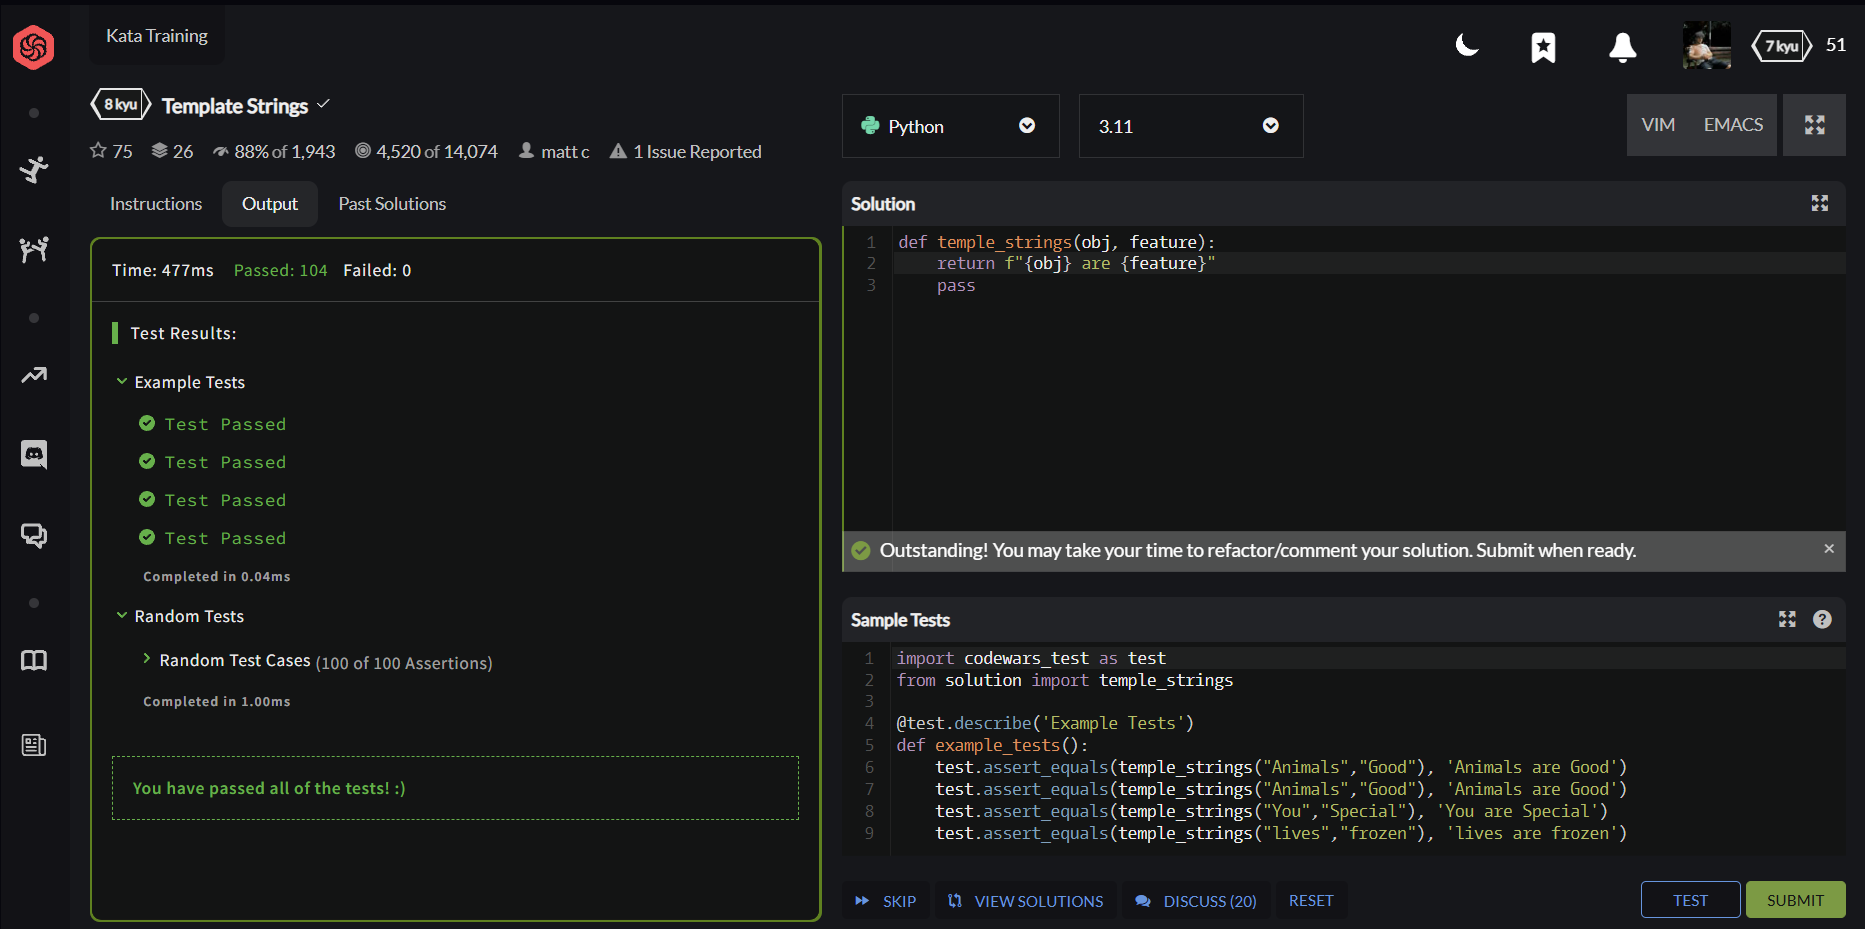 Kata Training
7 kyu 51
8 kyu Template Strings
75 26 88% of 1,943 4,520 of 14,074 matt c 1 Issue Reported
Python 3.11 VIM EMACS
Instructions Output Past Solutions
Time: 477ms Passed: 104 Failed: 0
Test Results:
Example Tests
Test Passed
Test Passed
Test Passed
Test Passed
Completed in 0.04ms
Random Tests
Random Test Cases (100 of 100 Assertions)
Completed in 1.00ms
You have passed all of the tests! :)
Solution
1 def temple_strings(obj, feature):
2     return f"{obj} are {feature}"
3     pass
Outstanding! You may take your time to refactor/comment your solution. Submit when ready.
Sample Tests
1 import codewars_test as test
2 from solution import temple_strings
3
4 @test.describe('Example Tests')
5 def example_tests():
6     test.assert_equals(temple_strings("Animals","Good"), 'Animals are Good')
7     test.assert_equals(temple_strings("Animals","Good"), 'Animals are Good')
8     test.assert_equals(temple_strings("You","Special"), 'You are Special')
9     test.assert_equals(temple_strings("lives","frozen"), 'lives are frozen')
SKIP VIEW SOLUTIONS DISCUSS (20) RESET TEST SUBMIT